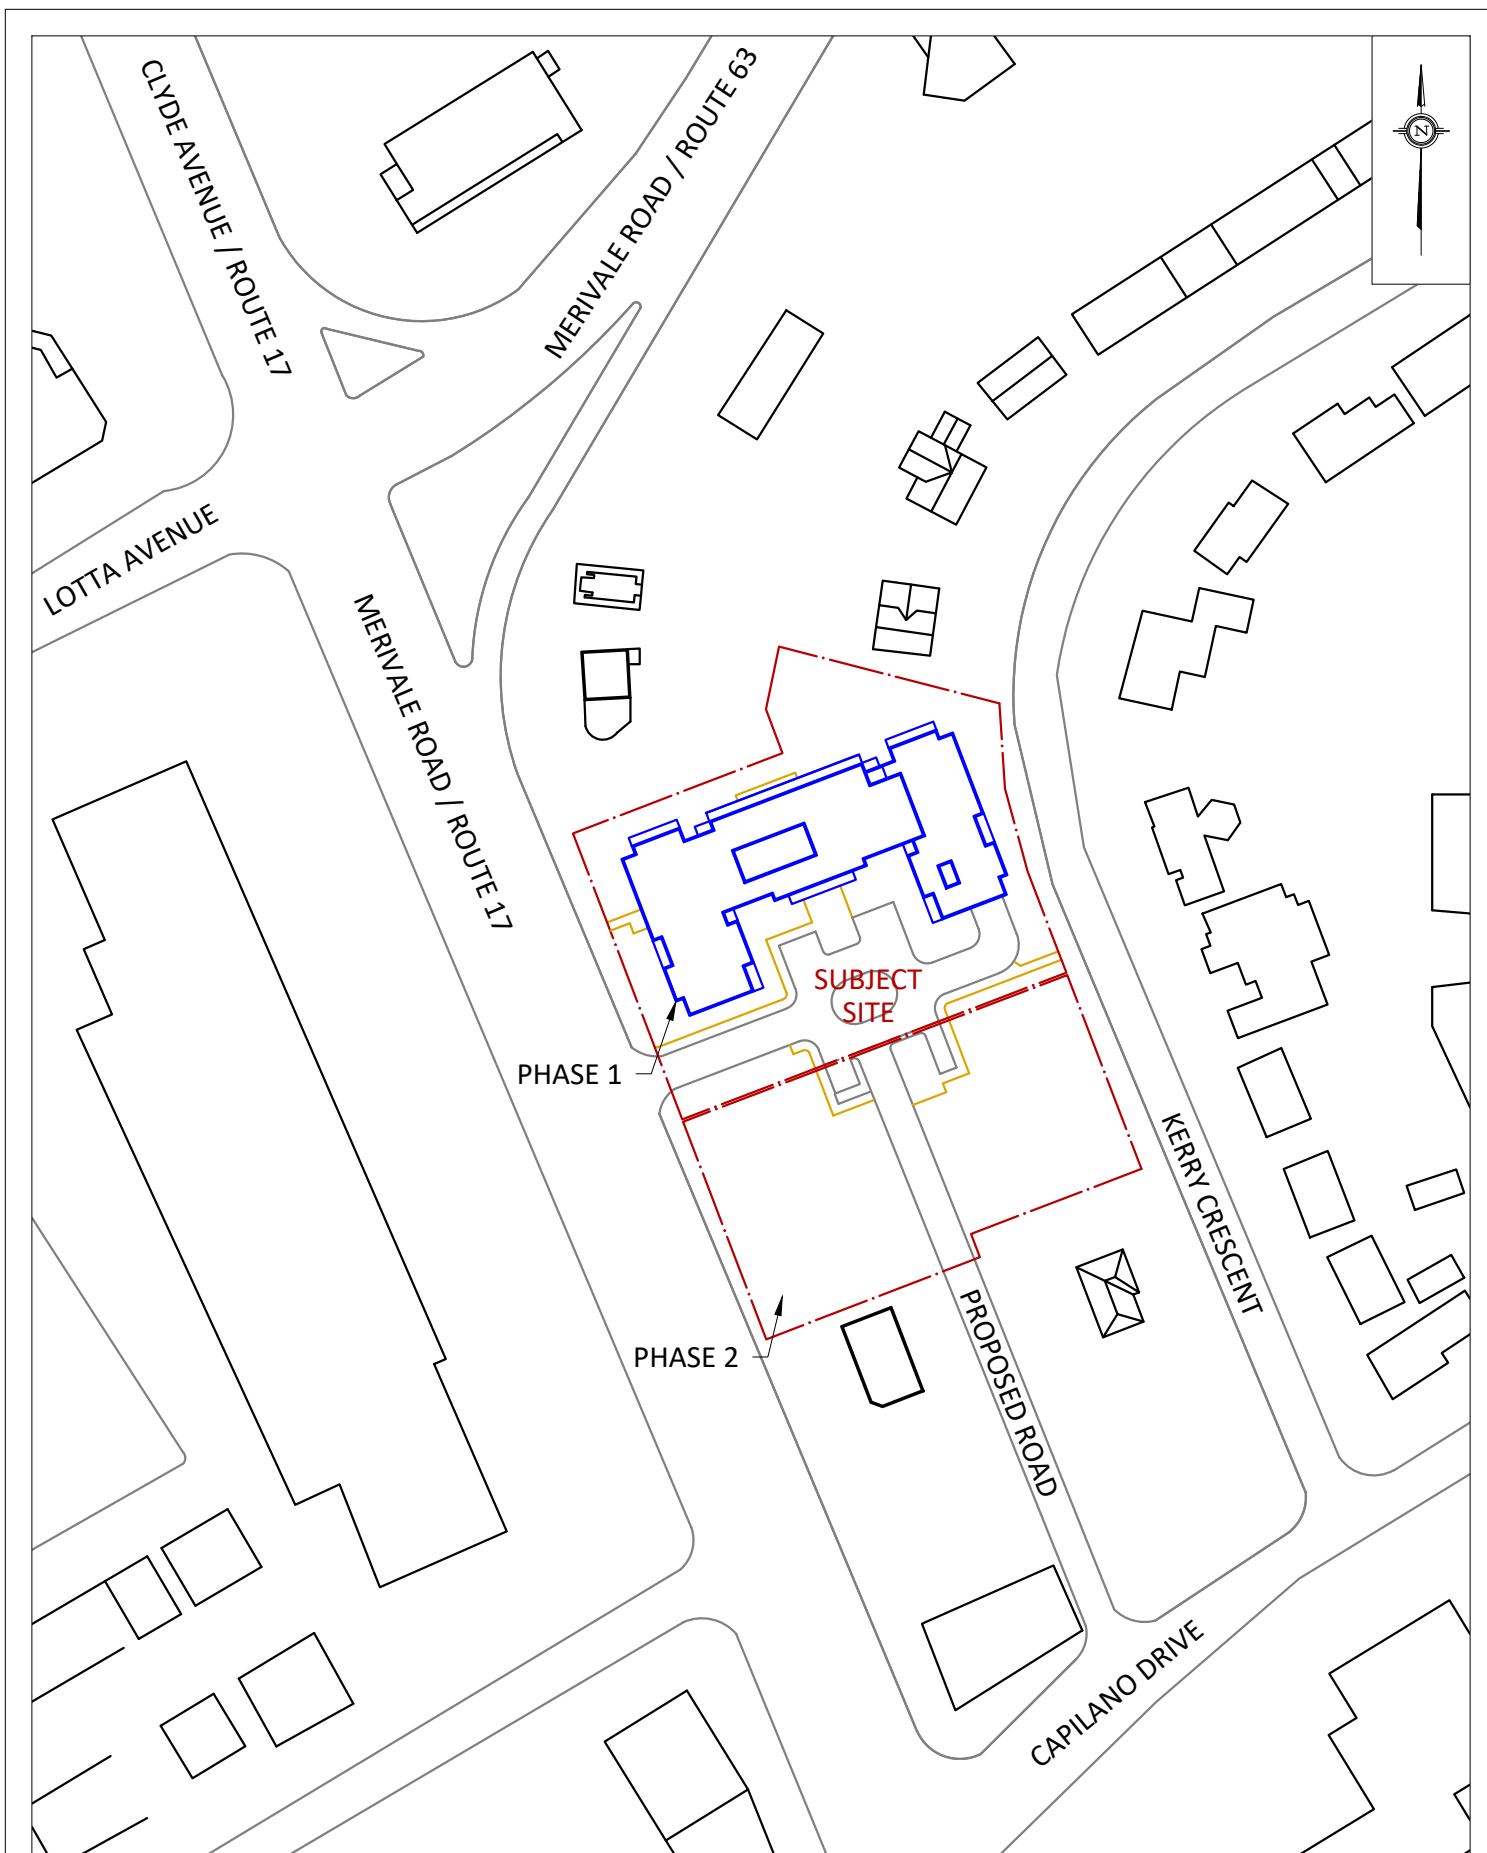 CLYDE AVENUE / ROUTE 17
MERIVALE ROAD / ROUTE 63
N
LOTTA AVENUE
MERIVALE ROAD / ROUTE 17
SUBJECT
SITE
PHASE 1
KERRY CRESCENT
PHASE 2
PROPOSED ROAD
CAPILANO DRIVE